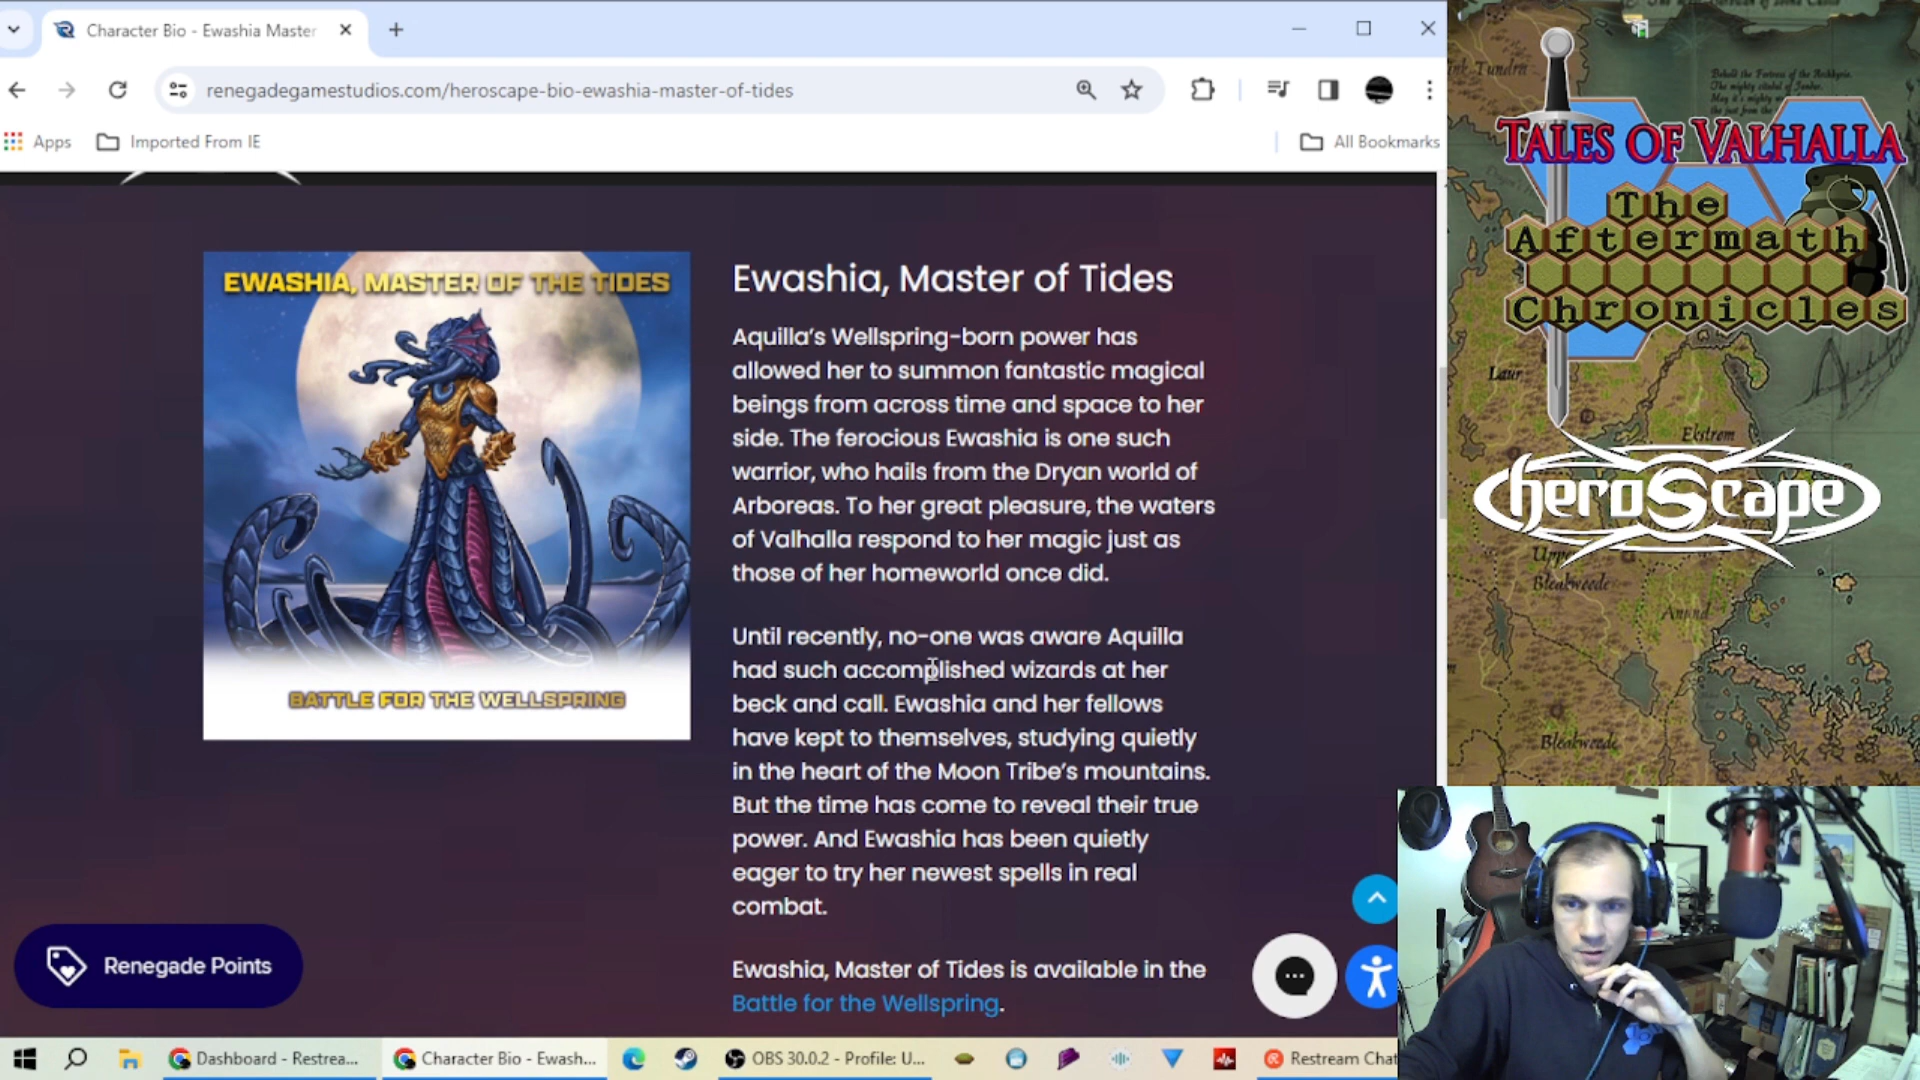 Character Bio - Ewashia Master
renegadegamestudios.com/heroscape-bio-ewashia-master-of-tides
Apps
Imported From IE
All Bookmarks
EWASHIA, MASTER OF THE TIDES
BATTLE FOR THE WELLSPRING
Ewashia, Master of Tides
Aquilla's Wellspring-born power has
allowed her to summon fantastic magical
beings from across time and space to her
side. The ferocious Ewashia is one such
warrior, who hails from the Dryan world of
Arboreas. To her great pleasure, the waters
of Valhalla respond to her magic just as
those of her homeworld once did.
Until recently, no-one was aware Aquilla
had such accomplished wizards at her
beck and call. Ewashia and her fellows
have kept to themselves, studying quietly
in the heart of the Moon Tribe's mountains.
But the time has come to reveal their true
power. And Ewashia has been quietly
eager to try her newest spells in real
combat.
Ewashia, Master of Tides is available in the
Battle for the Wellspring.
Renegade Points
Dashboard - Restrea...
Character Bio - Ewash...
OBS 30.0.2 - Profile: U...
Restream Chat
TALES OF VALHALLA
The
Aftermath
Chronicles
heroScape
Laur
Ekstrom
Upper
Bleakwoode
Anund
Bleakwoode